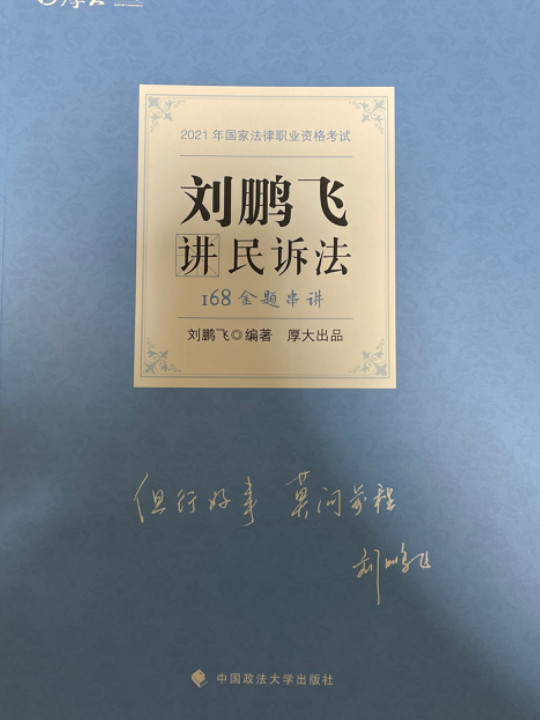 厚大
2021年国家法律职业资格考试
刘鹏飞
讲民诉法
168金题串讲
刘鹏飞◎编著 厚大出品
但行好事 莫问前程
刘鹏飞
中国政法大学出版社